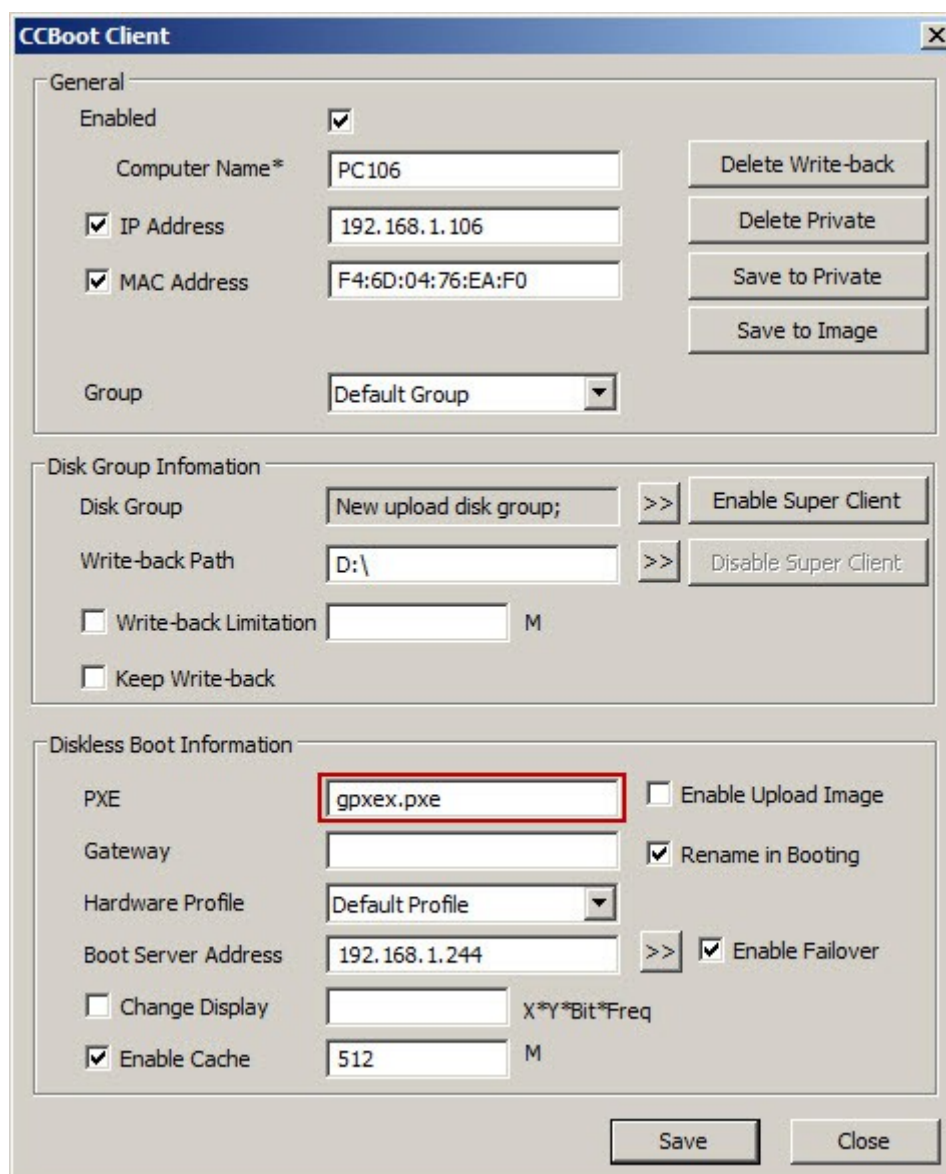 CCBoot Client
General
Enabled
Computer Name* PC106 Delete Write-back
IP Address 192.168.1.106 Delete Private
MAC Address F4:6D:04:76:EA:F0 Save to Private
Save to Image
Group Default Group
Disk Group Infomation
Disk Group New upload disk group; >> Enable Super Client
Write-back Path D:\ >> Disable Super Client
Write-back Limitation M
Keep Write-back
Diskless Boot Information
PXE gpxex.pxe Enable Upload Image
Gateway Rename in Booting
Hardware Profile Default Profile
Boot Server Address 192.168.1.244 >> Enable Failover
Change Display X*Y*Bit*Freq
Enable Cache 512 M
Save Close